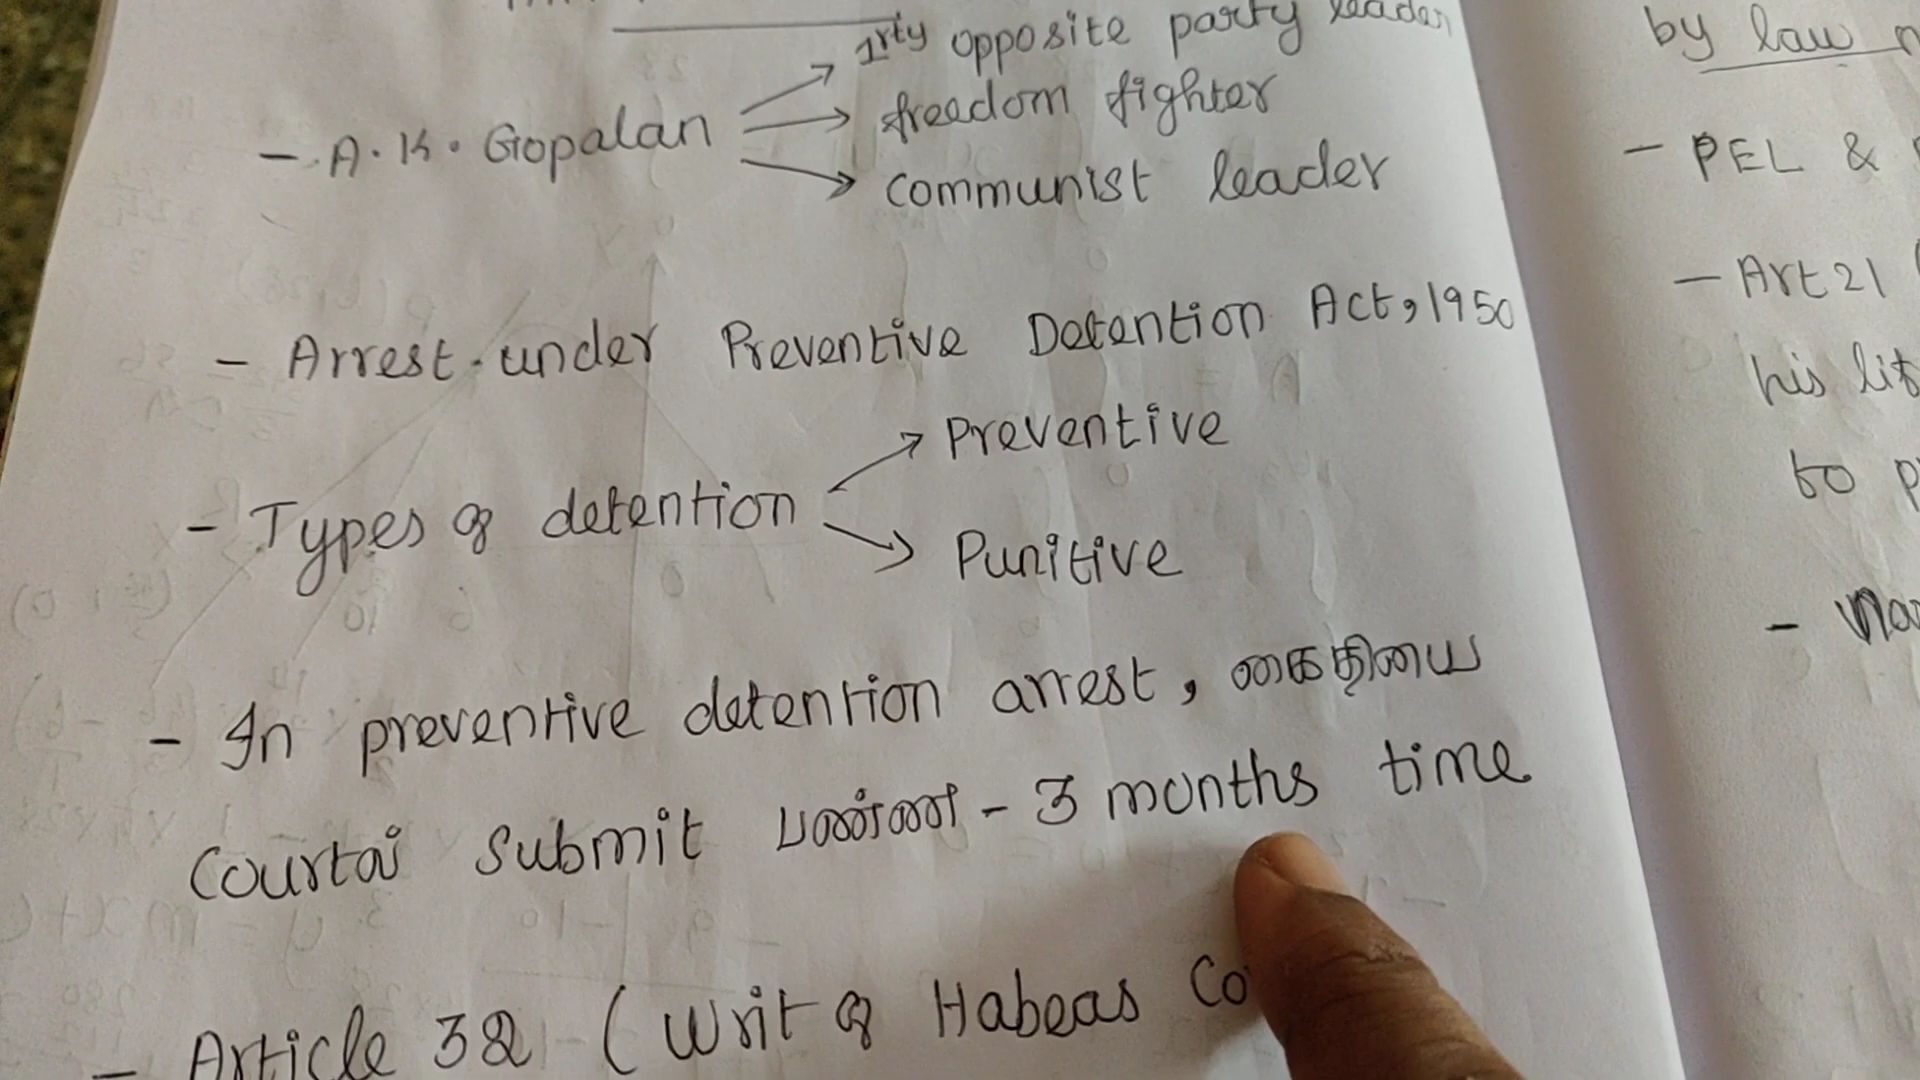 1rty opposite party leader
- A.K. Gopalan
freedom fighter
communist leader
- Arrest under Preventive Detention Act, 1950
Preventive
- Types of detention
Punitive
- In preventive detention arrest, கைதியை
Courtல் submit பண்ண - 3 months time
- Article 32 (Writ of Habeas Co
by law
- PEL &
- Art 21
his
to